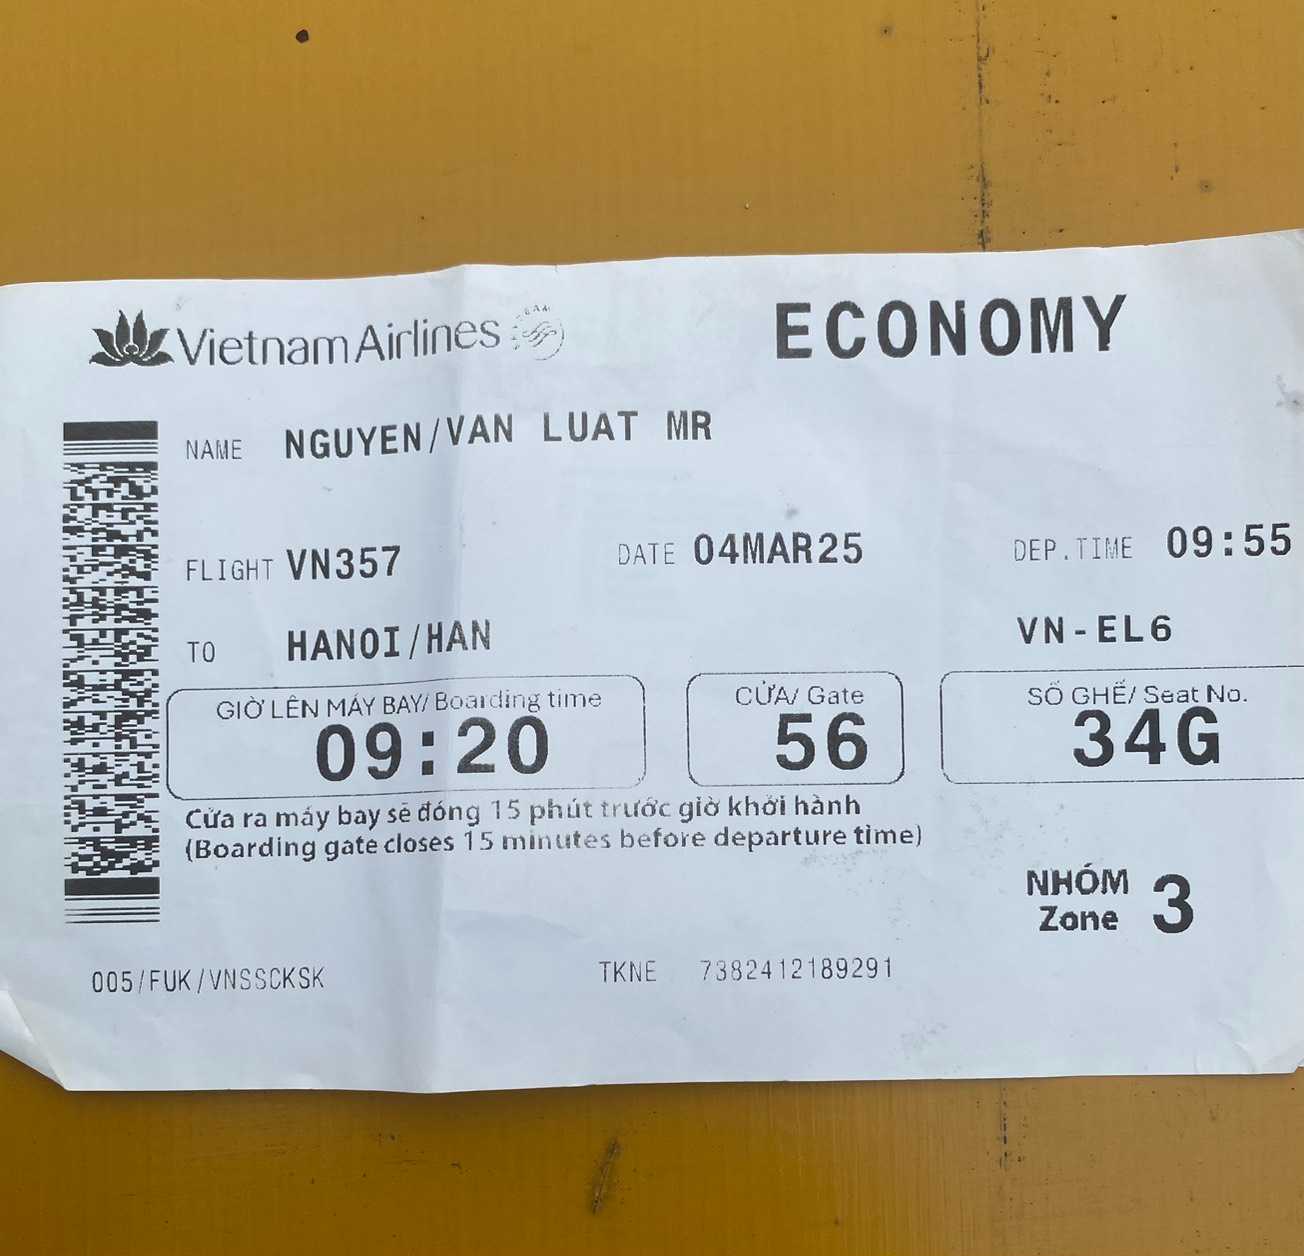 Vietnam Airlines
ECONOMY
NAME NGUYEN/VAN LUAT MR
FLIGHT VN357 DATE 04MAR25 DEP.TIME 09:55
TO HANOI/HAN VN-EL6
GIỜ LÊN MÁY BAY/ Boarding time CỬA/ Gate SỐ GHẾ/ Seat No.
09:20 56 34G
Cửa ra máy bay sẽ đóng 15 phút trước giờ khởi hành
(Boarding gate closes 15 minutes before departure time)
NHÓM
Zone 3
005/FUK/VNSSCKSK TKNE 7382412189291